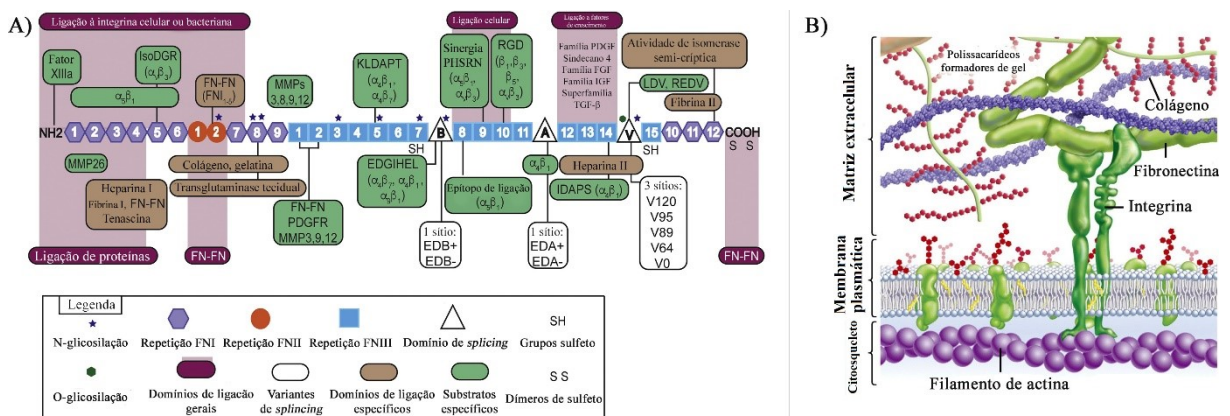 A)
Ligação à integrina celular ou bacteriana
Ligação celular
Ligação a fatores
de crescimento
Fator
XIIIa
IsoDGR
(αvβ3)
α5β1
FN-FN
(FNI1-5)
MMPs
3,8,9,12
KLDAPT
(α4β1,
α4β7)
Sinergia
PHSRN
RGD
Família PDGF
Sindecano 4
Família FGF
Família IGF
Superfamília
TGF-β
Atividade de isomerase
semi-críptica
LDV, REDV
Fibrina II
NH2 1 2 3 4 5 6 1 2 7 8 9 1 2 3 4 5 6 7 B 8 9 10 11 A 12 13 14 V 15 10 11 12 COOH
SH
SH
S S
MMP26
Colágeno, gelatina
Transglutaminase tecidual
Heparina I
Fibrina I, FN-FN
Tenascina
FN-FN
PDGFR
MMP3,9,12
EDGIHEL
(α4β7, α4β1,
α9β1)
Epítopo de ligação
(α5β1)
α4β1
Heparina II
IDAPS (α4β1)
1 sítio:
EDB+
EDB-
1 sítio:
EDA+
EDA-
3 sítios:
V120
V95
V89
V64
V0
Ligação de proteínas
FN-FN
FN-FN
Legenda
N-glicosilação
Repetição FNI
Repetição FNII
Repetição FNIII
Domínio de splicing
SH
Grupos sulfeto
O-glicosilação
Domínios de ligação
gerais
Variantes
de splincing
Domínios de ligação
específicos
Substratos
específicos
S S
Dímeros de sulfeto
B)
Matriz extracelular
Membrana
plasmática
Citoesqueleto
Polissacarídeos
formadores de gel
Colágeno
Fibronectina
Integrina
Filamento de actina